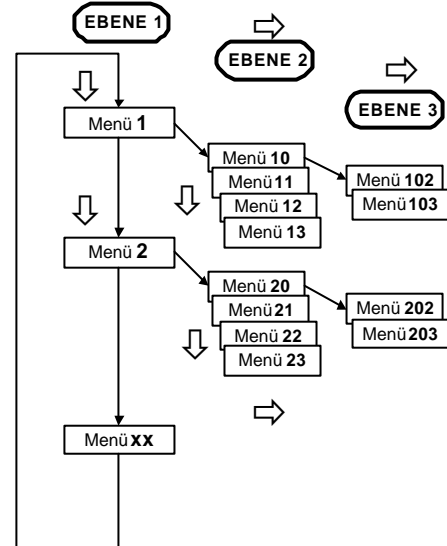 EBENE 1
EBENE 2
EBENE 3
Menü 1
Menü 10
Menü 11
Menü 12
Menü 13
Menü 102
Menü 103
Menü 2
Menü 20
Menü 21
Menü 22
Menü 23
Menü 202
Menü 203
Menü xx